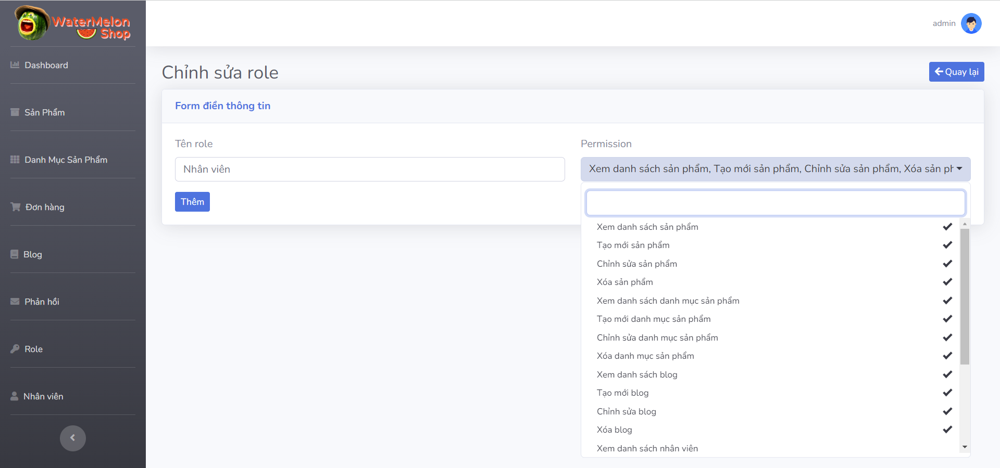 WaterMelon
Shop
admin
Dashboard
Sản Phẩm
Danh Mục Sản Phẩm
Đơn hàng
Blog
Phản hồi
Role
Nhân viên
Chỉnh sửa role
Quay lại
Form điền thông tin
Tên role
Nhân viên
Thêm
Permission
Xem danh sách sản phẩm, Tạo mới sản phẩm, Chỉnh sửa sản phẩm, Xóa sản ph
Xem danh sách sản phẩm
Tạo mới sản phẩm
Chỉnh sửa sản phẩm
Xóa sản phẩm
Xem danh sách danh mục sản phẩm
Tạo mới danh mục sản phẩm
Chỉnh sửa danh mục sản phẩm
Xóa danh mục sản phẩm
Xem danh sách blog
Tạo mới blog
Chỉnh sửa blog
Xóa blog
Xem danh sách nhân viên